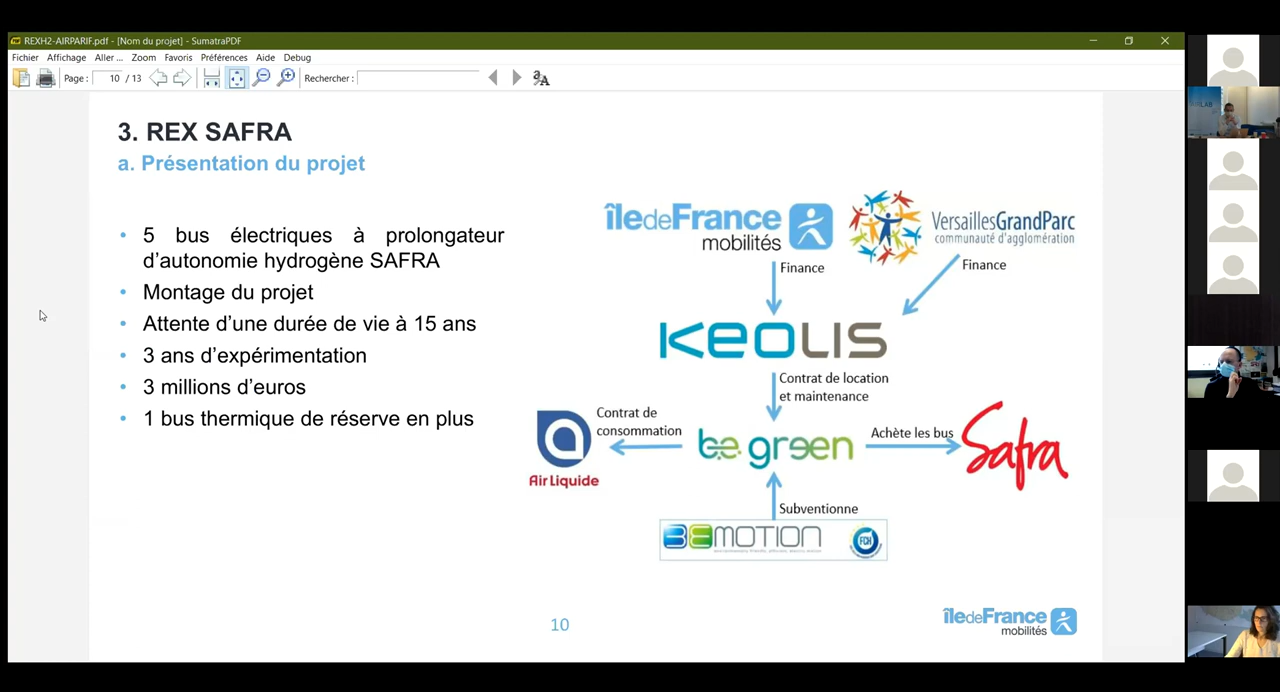 REXH2-AIRPARIF.pdf - [Nom du projet] - SumatraPDF
Fichier Affichage Aller ... Zoom Favoris Préférences Aide Debug
Page : 10 / 13 Rechercher :
3. REX SAFRA
a. Présentation du projet
• 5 bus électriques à prolongateur
d’autonomie hydrogène SAFRA
• Montage du projet
• Attente d’une durée de vie à 15 ans
• 3 ans d’expérimentation
• 3 millions d’euros
• 1 bus thermique de réserve en plus
îledeFrance
mobilités
VersaillesGrandParc
communauté d'agglomération
Finance
Finance
KEOLIS
Contrat de location
et maintenance
Contrat de
consommation
Achète les bus
Air Liquide
be green
Safra
Subventionne
3EMOTION
FCH
10
îledeFrance
mobilités